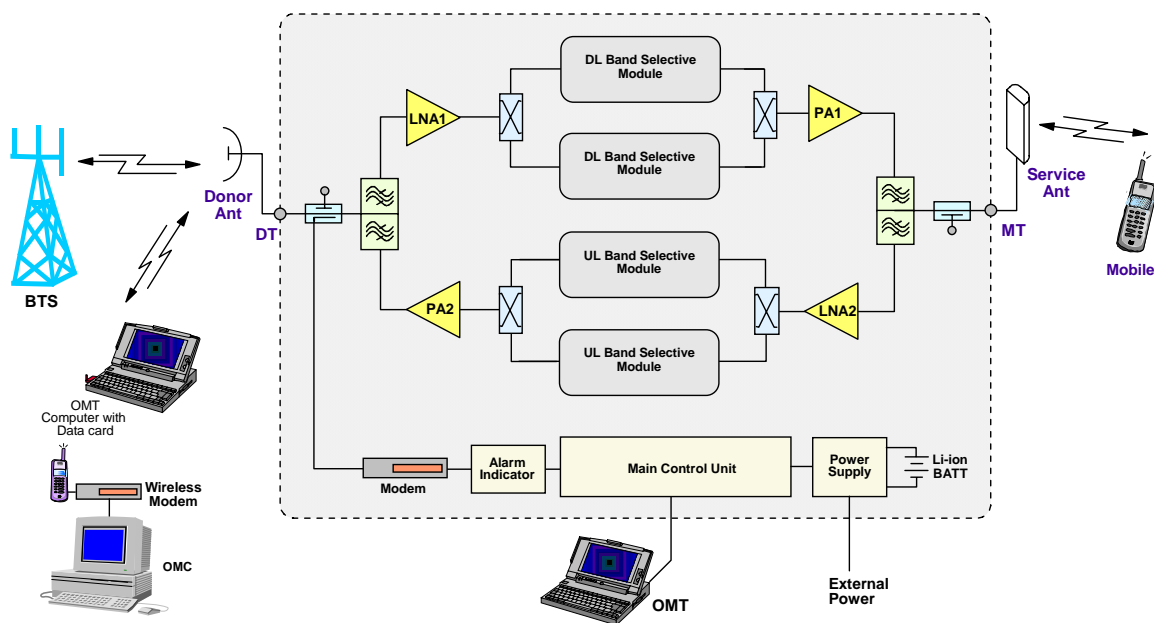 DL Band Selective
Module
LNA1
PA1
DL Band Selective
Module
Donor
Ant
DT
Service
Ant
MT
Mobile
BTS
UL Band Selective
Module
PA2
LNA2
UL Band Selective
Module
OMT
Computer with
Data card
Wireless
Modem
OMC
Modem
Alarm
Indicator
Main Control Unit
Power
Supply
Li-ion
BATT
OMT
External
Power